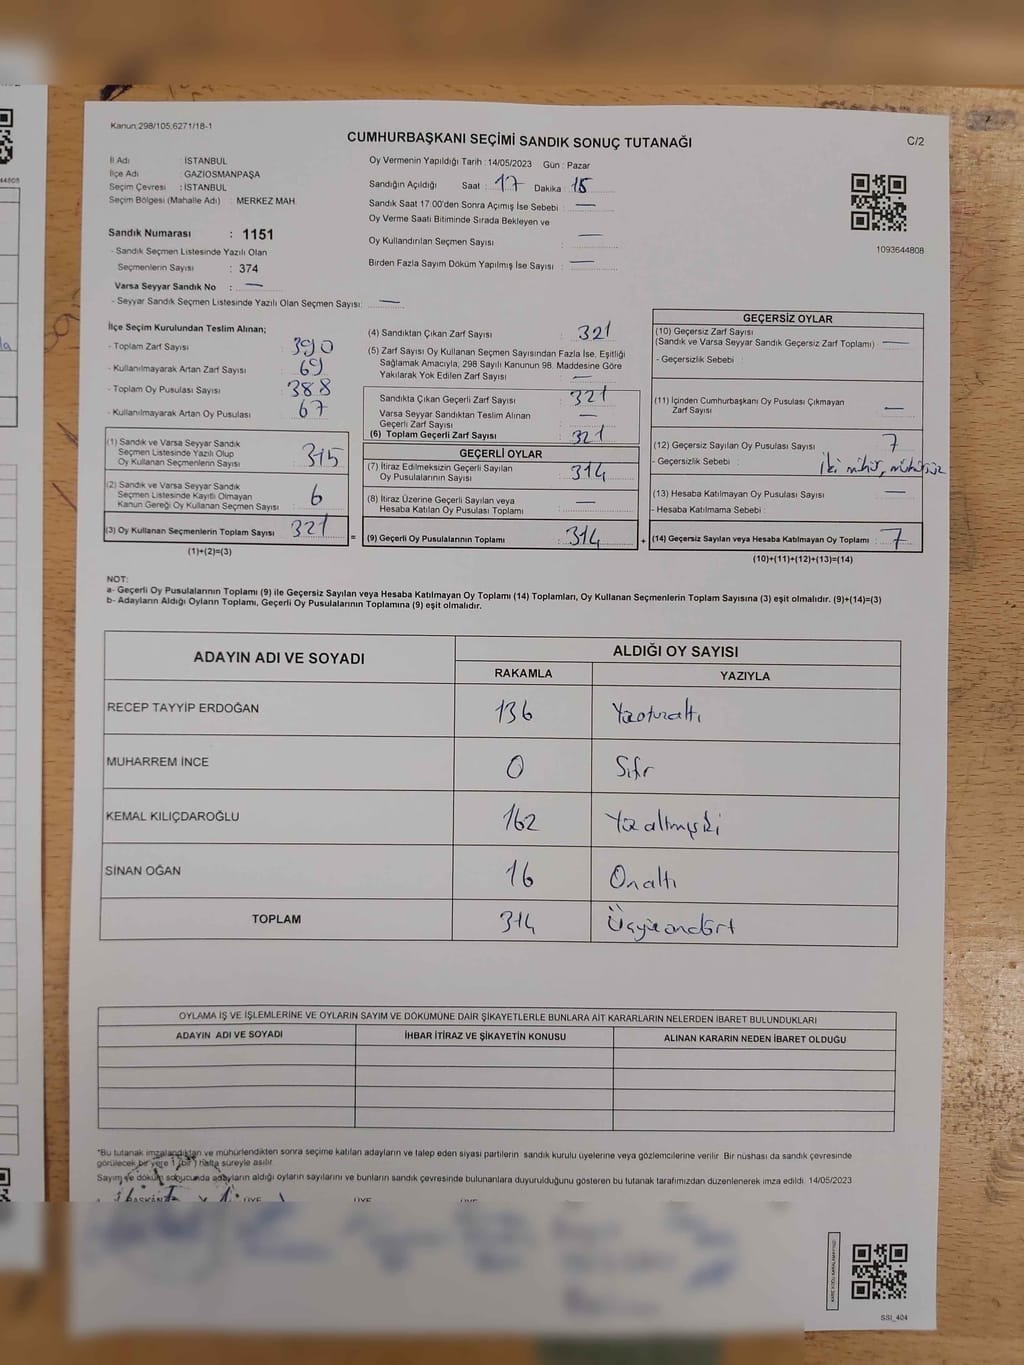 Kanun:298/105;6271/18-1
CUMHURBAŞKANI SEÇİMİ SANDIK SONUÇ TUTANAĞI
C/2
İl Adı : İSTANBUL
İlçe Adı : GAZİOSMANPAŞA
Seçim Çevresi : İSTANBUL
Seçim Bölgesi (Mahalle Adı) : MERKEZ MAH.
Sandık Numarası : 1151
- Sandık Seçmen Listesinde Yazılı Olan
Seçmenlerin Sayısı : 374
Varsa Seyyar Sandık No : —
- Seyyar Sandık Seçmen Listesinde Yazılı Olan Seçmen Sayısı: —
Oy Vermenin Yapıldığı Tarih : 14/05/2023 Gün : Pazar
Sandığın Açıldığı Saat : 17 Dakika : 15
Sandık Saat 17:00'den Sonra Açımış İse Sebebi : —
Oy Verme Saati Bitiminde Sırada Bekleyen ve
Oy Kullandırılan Seçmen Sayısı : —
Birden Fazla Sayım Döküm Yapılmış İse Sayısı : —
1093644808
İlçe Seçim Kurulundan Teslim Alınan;
- Toplam Zarf Sayısı : 390
- Kullanılmayarak Artan Zarf Sayısı : 69
- Toplam Oy Pusulası Sayısı : 388
- Kullanılmayarak Artan Oy Pusulası : 67
(1) Sandık ve Varsa Seyyar Sandık
Seçmen Listesinde Yazılı Olup
Oy Kullanan Seçmenlerin Sayısı : 315
(2) Sandık ve Varsa Seyyar Sandık
Seçmen Listesinde Kayıtlı Olmayan
Kanun Gereği Oy Kullanan Seçmen Sayısı : 6
(3) Oy Kullanan Seçmenlerin Toplam Sayısı : 321
(1)+(2)=(3)
(4) Sandıktan Çıkan Zarf Sayısı : 321
(5) Zarf Sayısı Oy Kullanan Seçmen Sayısından Fazla İse, Eşitliği
Sağlamak Amacıyla, 298 Sayılı Kanunun 98. Maddesine Göre
Yakılarak Yok Edilen Zarf Sayısı : —
Sandıkta Çıkan Geçerli Zarf Sayısı : 321
Varsa Seyyar Sandıktan Teslim Alınan
Geçerli Zarf Sayısı : —
(6) Toplam Geçerli Zarf Sayısı : 321
GEÇERLİ OYLAR
(7) İtiraz Edilmeksizin Geçerli Sayılan
Oy Pusulalarının Sayısı : 314
(8) İtiraz Üzerine Geçerli Sayılan veya
Hesaba Katılan Oy Pusulası Toplamı : —
= (9) Geçerli Oy Pusulalarının Toplamı : 314
GEÇERSİZ OYLAR
(10) Geçersiz Zarf Sayısı
(Sandık ve Varsa Seyyar Sandık Geçersiz Zarf Toplamı) : —
- Geçersizlik Sebebi :
(11) İçinden Cumhurbaşkanı Oy Pusulası Çıkmayan
Zarf Sayısı : —
(12) Geçersiz Sayılan Oy Pusulası Sayısı : 7
- Geçersizlik Sebebi : İki mühür, mühürsüz
(13) Hesaba Katılmayan Oy Pusulası Sayısı : —
- Hesaba Katılmama Sebebi :
+ (14) Geçersiz Sayılan veya Hesaba Katılmayan Oy Toplamı : 7
(10)+(11)+(12)+(13)=(14)
NOT:
a- Geçerli Oy Pusulalarının Toplamı (9) ile Geçersiz Sayılan veya Hesaba Katılmayan Oy Toplamı (14) Toplamları, Oy Kullanan Seçmenlerin Toplam Sayısına (3) eşit olmalıdır. (9)+(14)=(3)
b- Adayların Aldığı Oyların Toplamı, Geçerli Oy Pusulalarının Toplamına (9) eşit olmalıdır.
ADAYIN ADI VE SOYADI
ALDIĞI OY SAYISI
RAKAMLA YAZIYLA
RECEP TAYYİP ERDOĞAN 136 Yüzotuzaltı
MUHARREM İNCE 0 Sıfır
KEMAL KILIÇDAROĞLU 162 Yüzaltmışiki
SİNAN OĞAN 16 Onaltı
TOPLAM 314 Üçyüzondört
OYLAMA İŞ VE İŞLEMLERİNE VE OYLARIN SAYIM VE DÖKÜMÜNE DAİR ŞİKAYETLERLE BUNLARA AİT KARARLARIN NELERDEN İBARET BULUNDUKLARI
ADAYIN ADI VE SOYADI İHBAR İTİRAZ VE ŞİKAYETİN KONUSU ALINAN KARARIN NEDEN İBARET OLDUĞU
*Bu tutanak imzalandıktan ve mühürlendikten sonra seçime katılan adayların ve talep eden siyasi partilerin sandık kurulu üyelerine veya gözlemcilerine verilir. Bir nüshası da sandık çevresinde
görülecek bir yere 1 (bir) hafta süreyle asılır.
Sayım ve döküm sonucunda adayların aldığı oyların sayılarını ve bunların sandık çevresinde bulunanlara duyurulduğunu gösteren bu tutanak tarafımızdan düzenlenerek imza edildi. 14/05/2023
BAŞKAN ÜYE ÜYE ÜYE
SSI_404